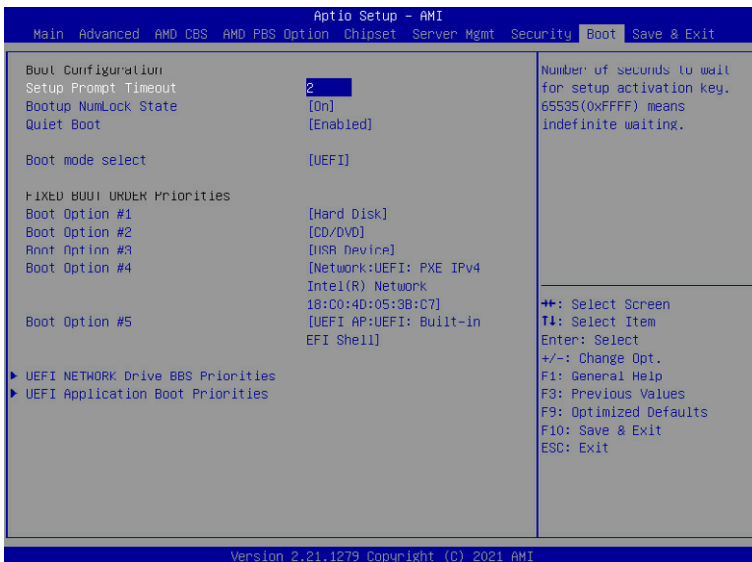 Aptio Setup - AMI
Main Advanced AMD CBS AMD PBS Option Chipset Server Mgmt Security Boot Save & Exit
Boot Configuration
Setup Prompt Timeout 2
Bootup NumLock State [On]
Quiet Boot [Enabled]
Boot mode select [UEFI]
FIXED BOOT ORDER Priorities
Boot Option #1 [Hard Disk]
Boot Option #2 [CD/DVD]
Boot Option #3 [USB Device]
Boot Option #4 [Network:UEFI: PXE IPv4
Intel(R) Network
18:C0:4D:05:3B:C7]
Boot Option #5 [UEFI AP:UEFI: Built-in
EFI Shell]
UEFI NETWORK Drive BBS Priorities
UEFI Application Boot Priorities
Number of seconds to wait
for setup activation key.
65535(0xFFFF) means
indefinite waiting.
→←: Select Screen
↑↓: Select Item
Enter: Select
+/-: Change Opt.
F1: General Help
F3: Previous Values
F9: Optimized Defaults
F10: Save & Exit
ESC: Exit
Version 2.21.1279 Copyright (C) 2021 AMI